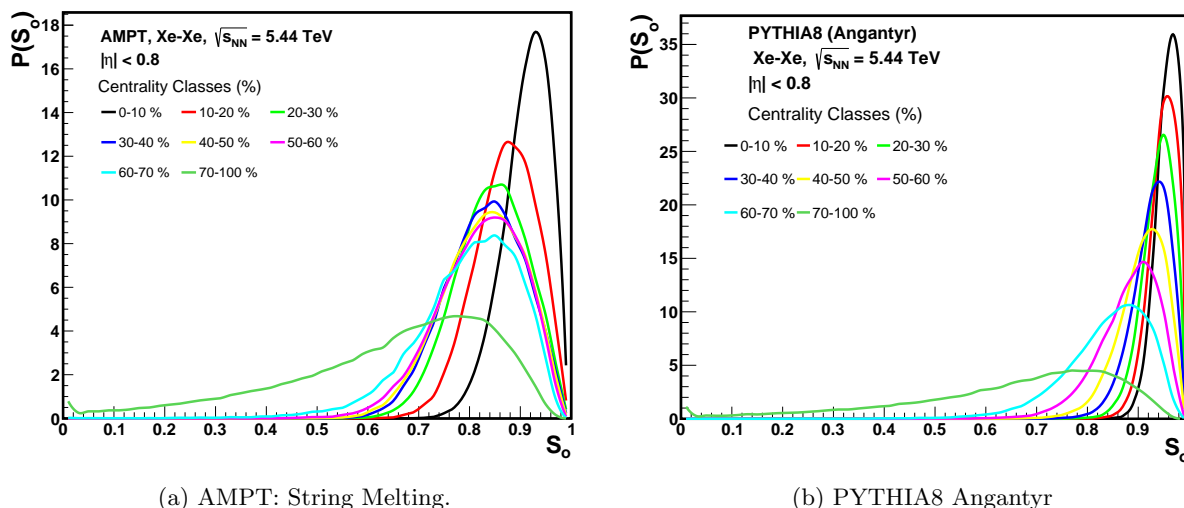 P(S₀)
18
16
14
12
10
8
6
4
2
0
AMPT, Xe-Xe, √sNN = 5.44 TeV
|η| < 0.8
Centrality Classes (%)
0-10 % 10-20 % 20-30 %
30-40 % 40-50 % 50-60 %
60-70 % 70-100 %
0 0.1 0.2 0.3 0.4 0.5 0.6 0.7 0.8 0.9 1
Sₒ
(a) AMPT: String Melting.
P(Sₒ)
35
30
25
20
15
10
5
0
PYTHIA8 (Angantyr)
Xe-Xe, √sNN = 5.44 TeV
|η| < 0.8
Centrality Classes (%)
0-10 % 10-20 % 20-30 %
30-40 % 40-50 % 50-60 %
60-70 % 70-100 %
0 0.1 0.2 0.3 0.4 0.5 0.6 0.7 0.8 0.9
Sₒ
(b) PYTHIA8 Angantyr